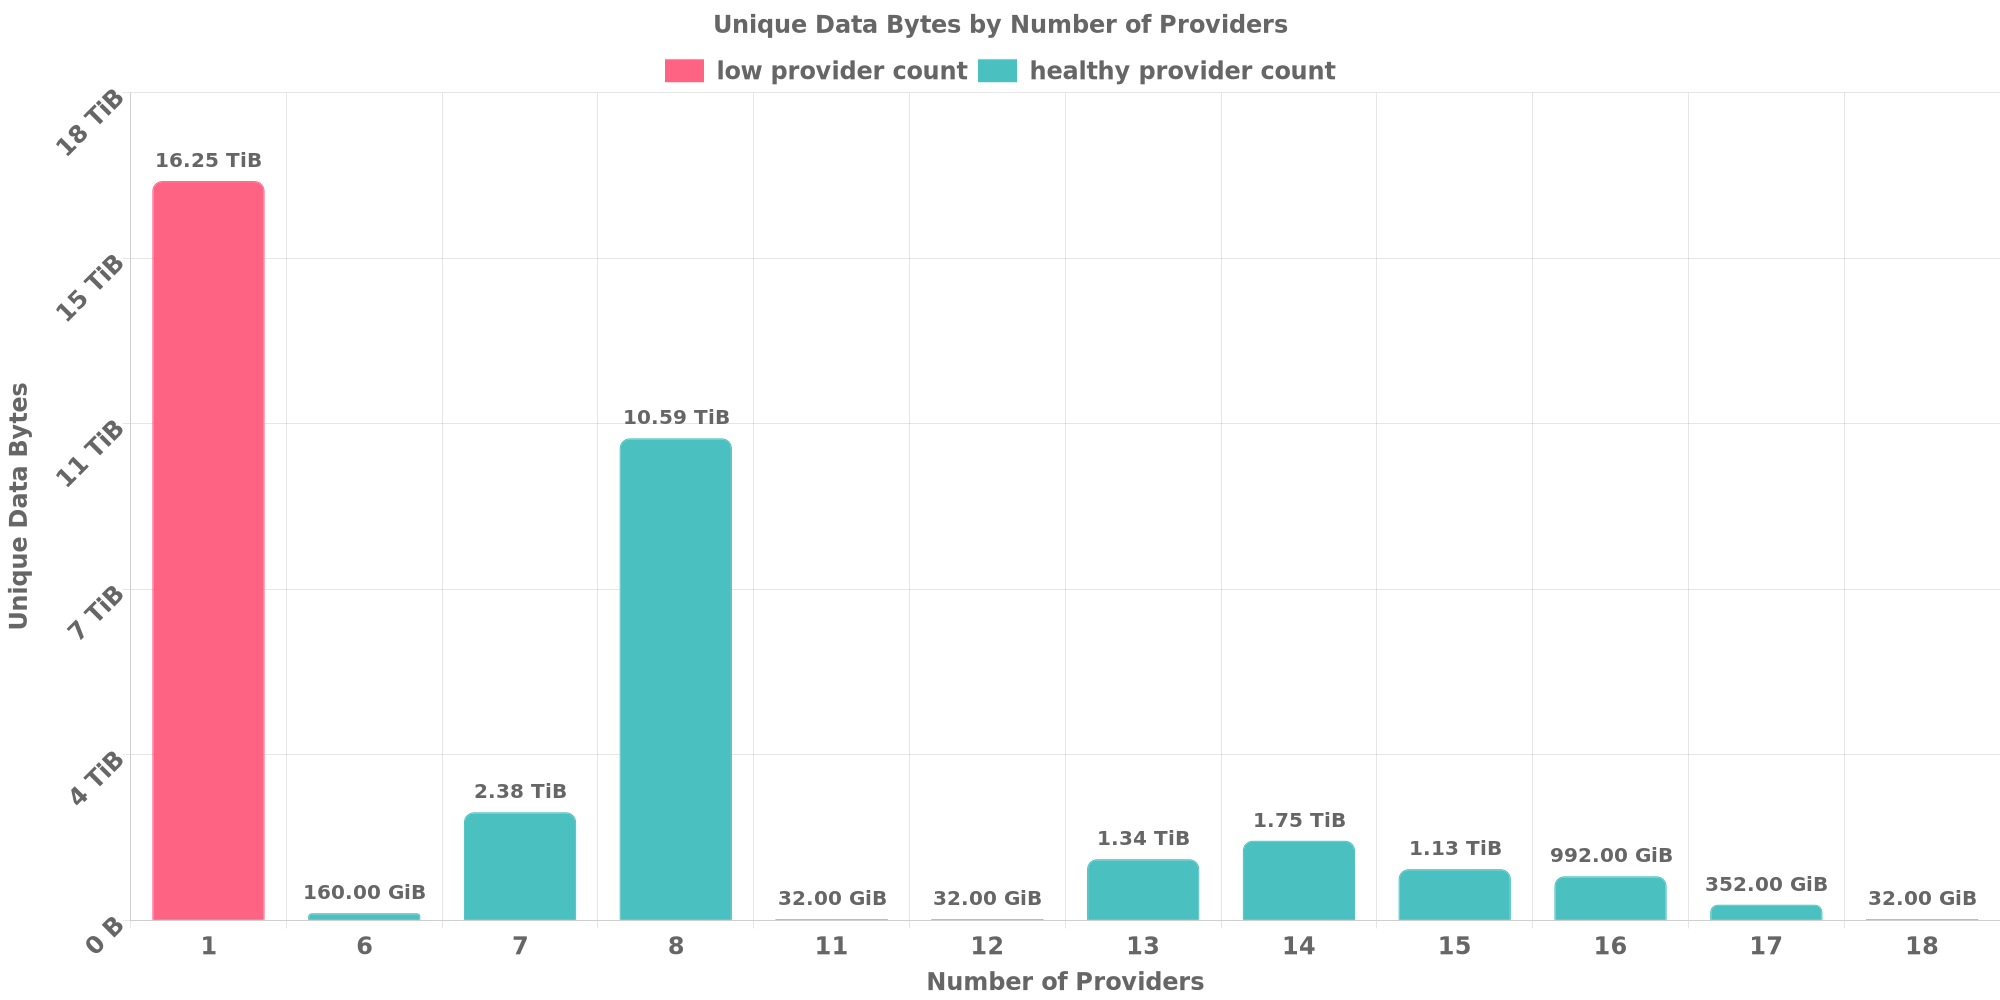 Unique Data Bytes by Number of Providers
low provider count healthy provider count
18 TiB
15 TiB
11 TiB
7 TiB
4 TiB
0 B
Unique Data Bytes
16.25 TiB
160.00 GiB
2.38 TiB
10.59 TiB
32.00 GiB
32.00 GiB
1.34 TiB
1.75 TiB
1.13 TiB
992.00 GiB
352.00 GiB
32.00 GiB
1 6 7 8 11 12 13 14 15 16 17 18
Number of Providers